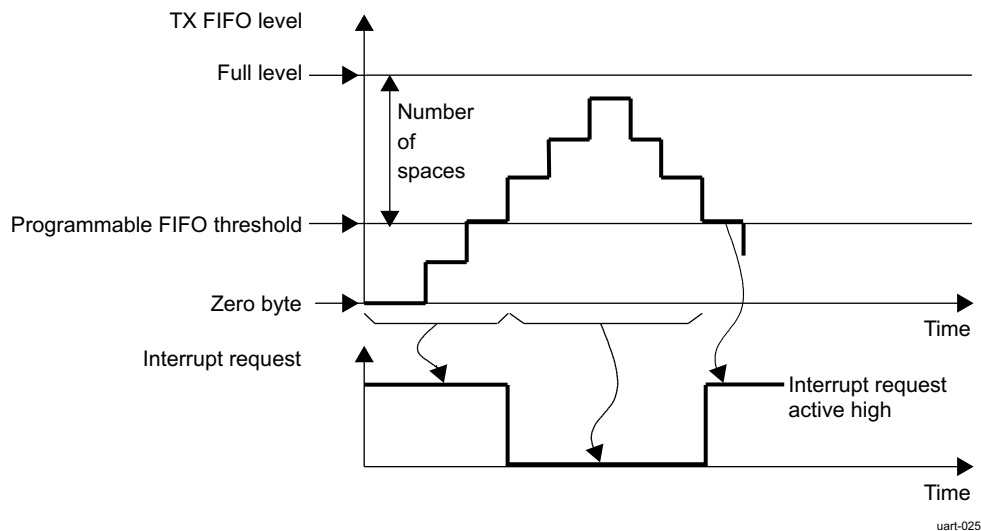 TX FIFO level
Full level
Number
of
spaces
Programmable FIFO threshold
Zero byte
Time
Interrupt request
Interrupt request
active high
Time
uart-025